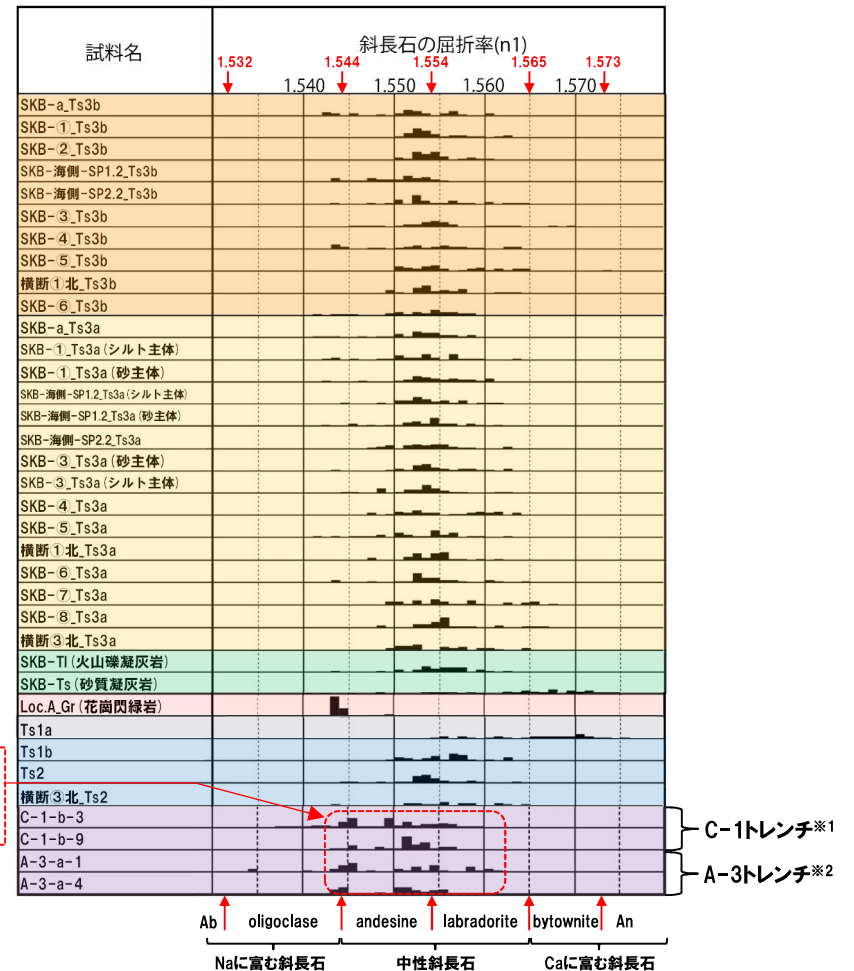 試料名
斜長石の屈折率(n1)
1.532 1.544 1.554 1.565 1.573
1.540 1.550 1.560 1.570
SKB-a_Ts3b
SKB-①_Ts3b
SKB-②_Ts3b
SKB-海側-SP1.2_Ts3b
SKB-海側-SP2.2_Ts3b
SKB-③_Ts3b
SKB-④_Ts3b
SKB-⑤_Ts3b
横断①北_Ts3b
SKB-⑥_Ts3b
SKB-a_Ts3a
SKB-①_Ts3a(シルト主体)
SKB-①_Ts3a(砂主体)
SKB-海側-SP1.2_Ts3a(シルト主体)
SKB-海側-SP1.2_Ts3a(砂主体)
SKB-海側-SP2.2_Ts3a
SKB-③_Ts3a(砂主体)
SKB-③_Ts3a(シルト主体)
SKB-④_Ts3a
SKB-⑤_Ts3a
横断①北_Ts3a
SKB-⑥_Ts3a
SKB-⑦_Ts3a
SKB-⑧_Ts3a
横断③北_Ts3a
SKB-Tl(火山礫凝灰岩)
SKB-Ts(砂質凝灰岩)
Loc.A_Gr(花崗閃緑岩)
Ts1a
Ts1b
Ts2
横断③北_Ts2
C-1-b-3
C-1-b-9
C-1トレンチ※1
A-3-a-1
A-3-a-4
A-3トレンチ※2
Ab oligoclase andesine labradorite bytownite An
Naに富む斜長石 中性斜長石 Caに富む斜長石